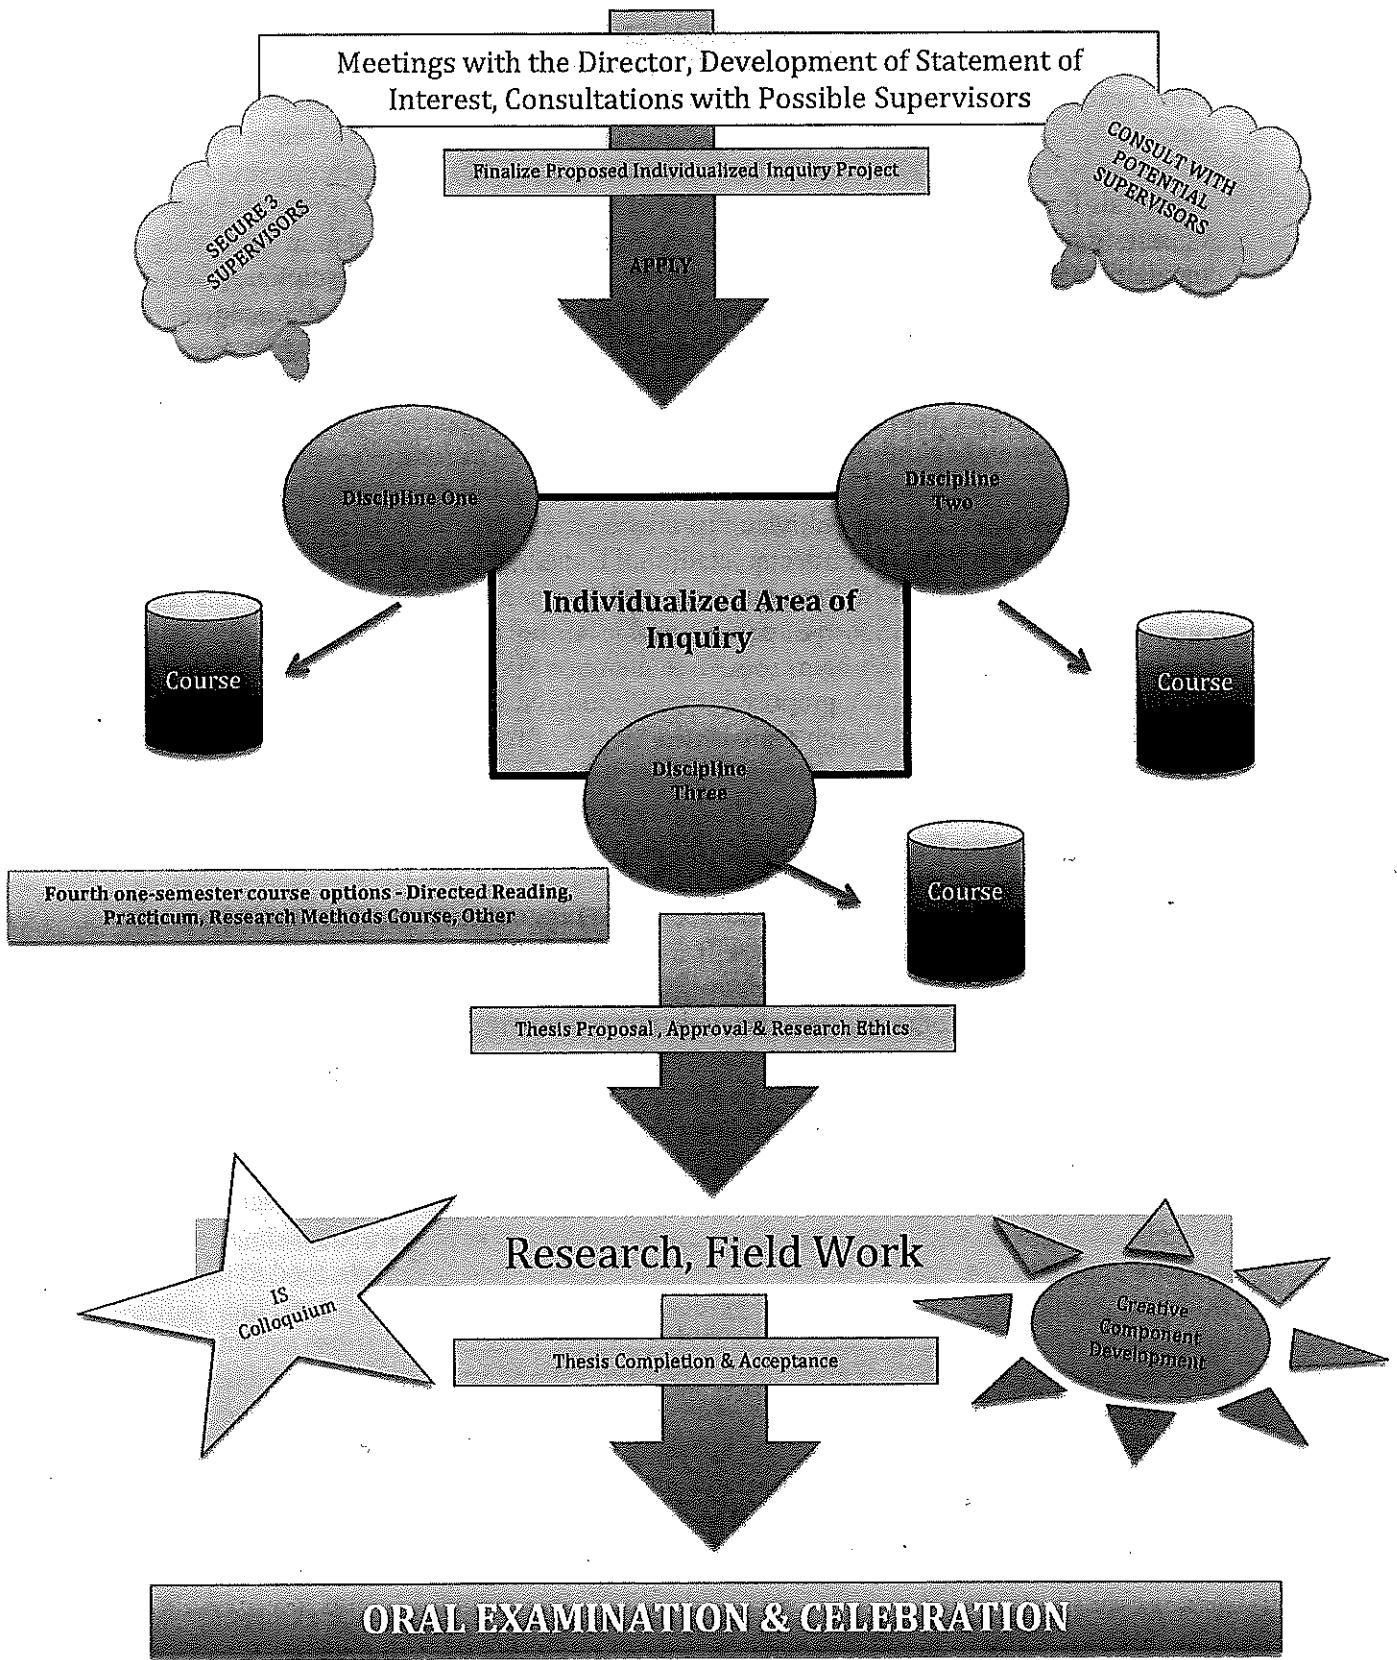 Meetings with the Director, Development of Statement of
Interest, Consultations with Possible Supervisors
SECURE 3
SUPERVISORS
Finalize Proposed Individualized Inquiry Project
CONSULT WITH
POTENTIAL
SUPERVISORS
APPLY
Discipline One
Discipline
Two
Individualized Area of
Inquiry
Course
Course
Discipline
Three
Course
Fourth one-semester course options - Directed Reading,
Practicum, Research Methods Course, Other
Thesis Proposal , Approval & Research Ethics
Research, Field Work
IS
Colloquium
Creative
Component
Development
Thesis Completion & Acceptance
ORAL EXAMINATION & CELEBRATION